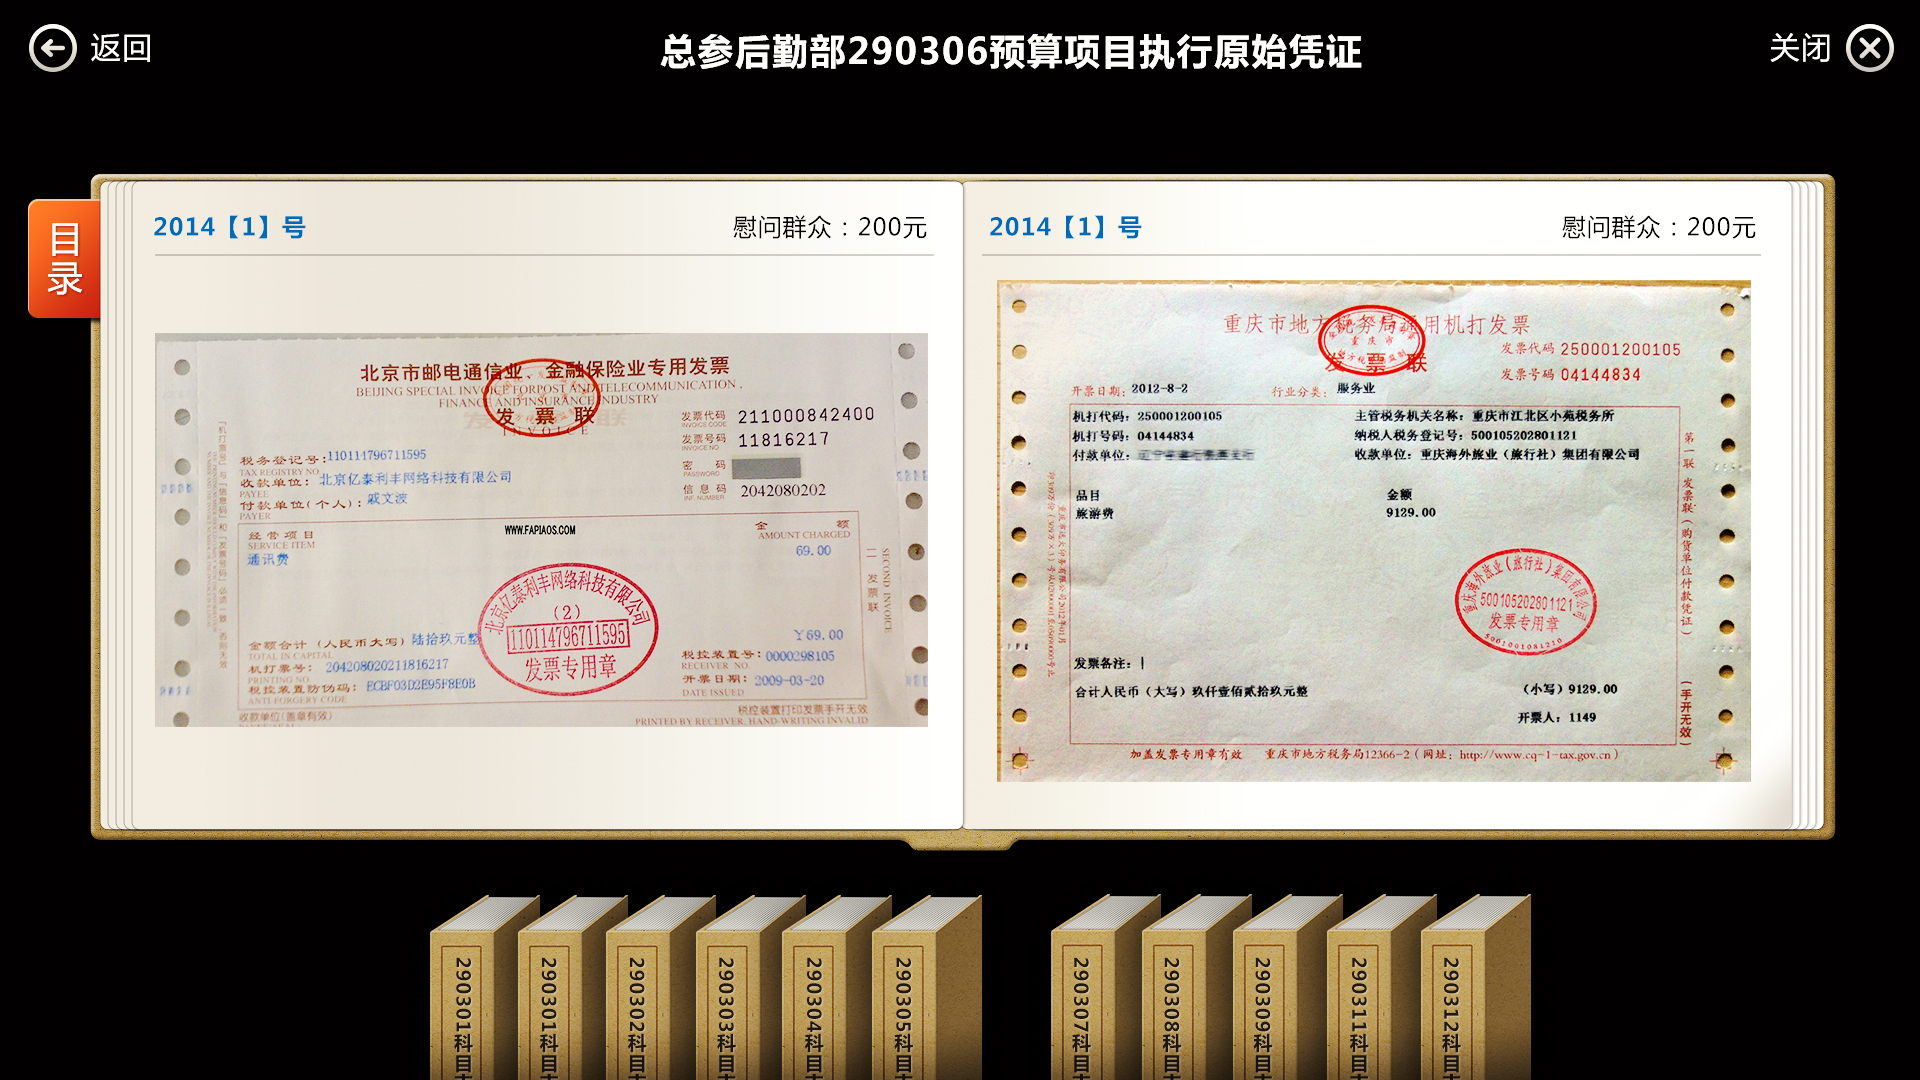 返回
总参后勤部290306预算项目执行原始凭证
关闭
目录
2014【1】号
慰问群众：200元
北京市邮电通信业、金融保险业专用发票
BEIJING SPECIAL INVOICE FORPOST AND TELECOMMUNICATION .
FINANCE AND INSURANCE INDUSTRY
发票联
INVOICE
发票代码 211000842400
INVOICE CODE
发票号码 11816217
INVOICE NO
密 码
PASSWORD
信息码 2042080202
INF. NUMBER
税务登记号:110114796711595
TAX REGISTRY NO
收款单位: 北京亿泰利丰网络科技有限公司
PAYEE
付款单位(个人): 戚文波
PAYER
经营项目
SERVICE ITEM
WWW.FAPIAOS.COM
金 额
AMOUNT CHARGED
通讯费
69.00
北京亿泰利丰网络科技有限公司
(2)
110114796711595
发票专用章
金额合计（人民币大写）陆拾玖元整
￥69.00
TOTAL IN CAPITAL
机打票号: 204208020211816217
PRINTING NO.
税控装置防伪码: ECBF03D2E95F8E0B
ANTI FORGERY CODE
税控装置号: 0000298105
RECEIVER NO.
开票日期: 2009-03-20
DATE ISSUED
收款单位(盖章有效)
税控装置打印发票手开无效
PRINTED BY RECEIVER, HAND-WRITING INVALID
二 发票联
SECOND INVOICE
2014【1】号
慰问群众：200元
重庆市地方税务局通用机打发票
发票联
发票代码 250001200105
发票号码 04144834
开票日期: 2012-8-2
行业分类: 服务业
机打代码: 250001200105
主管税务机关名称: 重庆市江北区小苑税务所
机打号码: 04144834
纳税人税务登记号: 500105202801121
付款单位:
收款单位: 重庆海外旅业（旅行社）集团有限公司
品目
金额
旅游费
9129.00
重庆海外旅业(旅行社)集团有限公司
500105202801121
发票专用章
发票备注:
合计人民币（大写）玖仟壹佰贰拾玖元整
（小写）9129.00
开票人: 1149
加盖发票专用章有效
重庆市地方税务局12366-2（网址: http://www.cq-l-tax.gov.cn）
第一联 发票联（购货单位付款凭证）
（手开无效）
290301科目
290301科目
290302科目
290303科目
290304科目
290305科目
290307科目
290308科目
290309科目
290311科目
290312科目